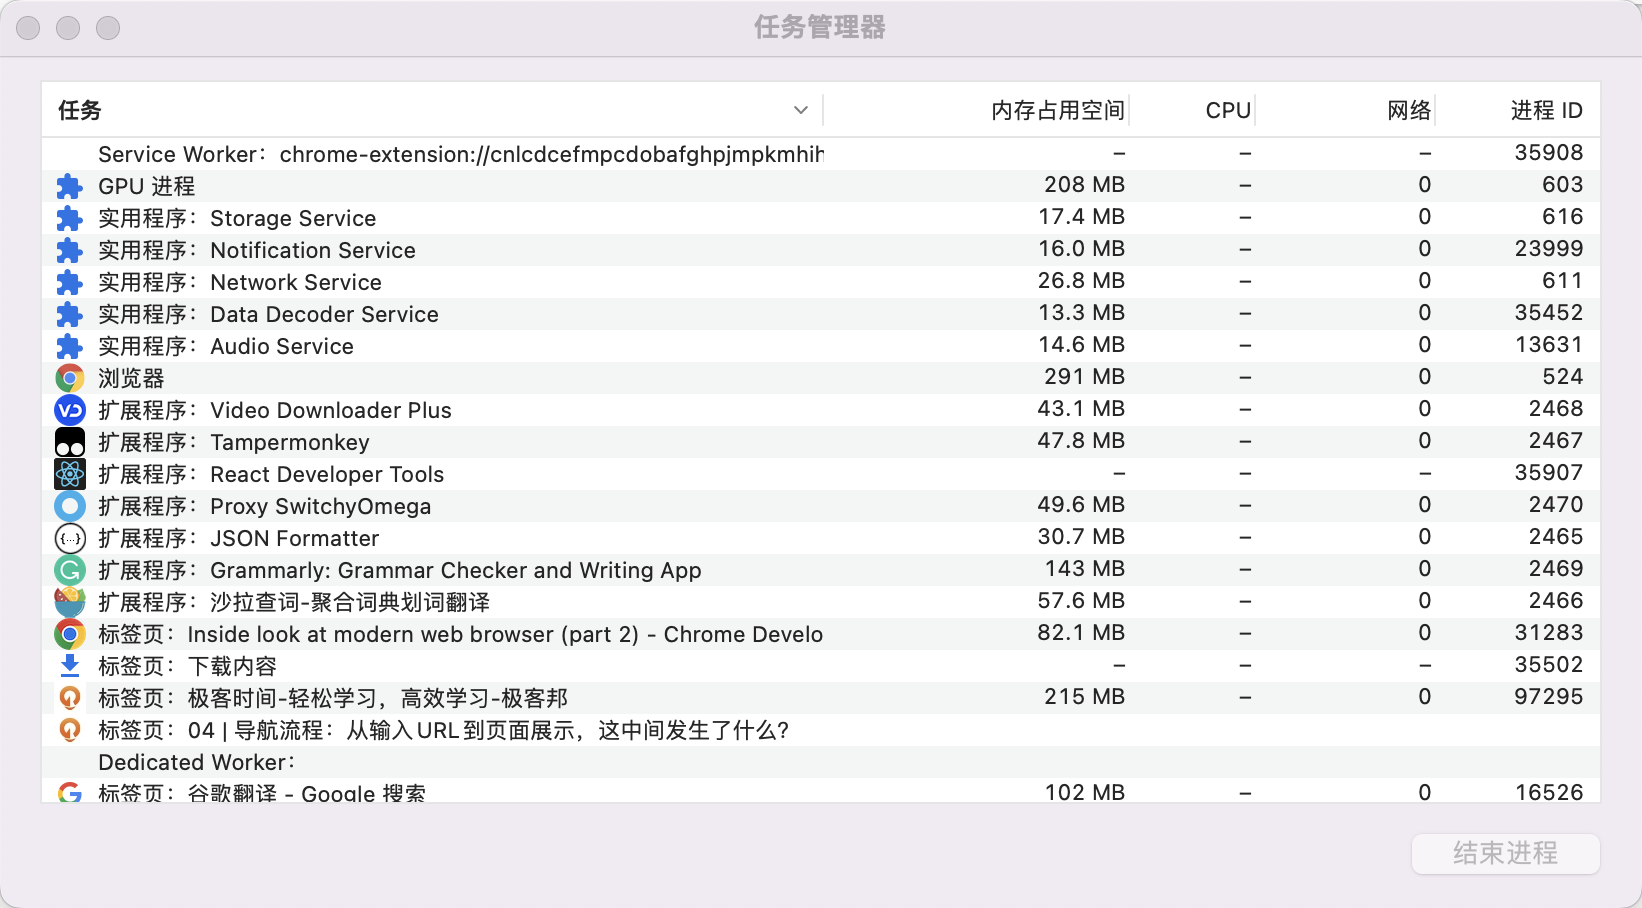 任务管理器
任务 内存占用空间 CPU 网络 进程 ID
Service Worker：chrome-extension://cnlcdcefmpcdobafghpjmpkmhih – – – 35908
GPU 进程 208 MB – 0 603
实用程序：Storage Service 17.4 MB – 0 616
实用程序：Notification Service 16.0 MB – 0 23999
实用程序：Network Service 26.8 MB – 0 611
实用程序：Data Decoder Service 13.3 MB – 0 35452
实用程序：Audio Service 14.6 MB – 0 13631
浏览器 291 MB – 0 524
VD 扩展程序：Video Downloader Plus 43.1 MB – 0 2468
扩展程序：Tampermonkey 47.8 MB – 0 2467
扩展程序：React Developer Tools – – – 35907
扩展程序：Proxy SwitchyOmega 49.6 MB – 0 2470
{...} 扩展程序：JSON Formatter 30.7 MB – 0 2465
扩展程序：Grammarly: Grammar Checker and Writing App 143 MB – 0 2469
扩展程序：沙拉查词-聚合词典划词翻译 57.6 MB – 0 2466
标签页：Inside look at modern web browser (part 2) - Chrome Develo 82.1 MB – 0 31283
标签页：下载内容 – – – 35502
标签页：极客时间-轻松学习，高效学习-极客邦 215 MB – 0 97295
标签页：04 | 导航流程：从输入URL到页面展示，这中间发生了什么？
Dedicated Worker：
标签页：谷歌翻译 - Google 搜索 102 MB – 0 16526
结束进程